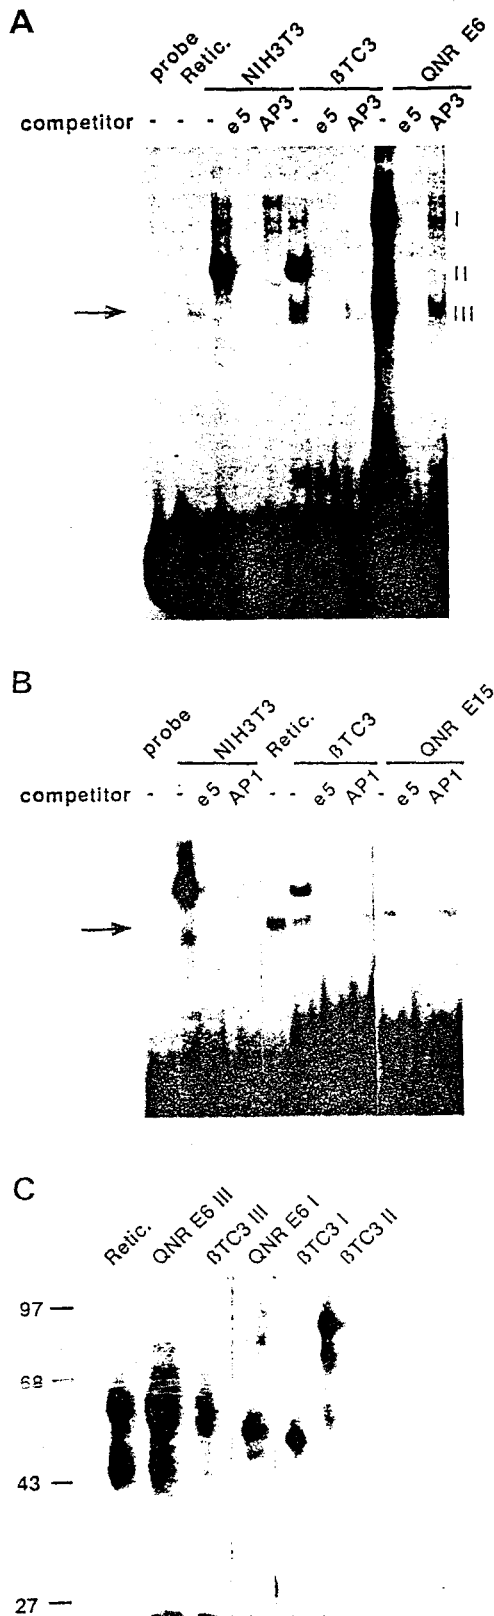 A
probe Retic. NIH3T3 βTC3 QNR E6
competitor - - - e5 AP3 - e5 AP3 - e5 AP3
I
II
III
B
probe NIH3T3 Retic. βTC3 QNR E15
competitor - - e5 AP1 - - e5 AP1 - e5 AP1
C
Retic. QNR E6 III βTC3 III QNR E6 I βTC3 I βTC3 II
97
68
43
27